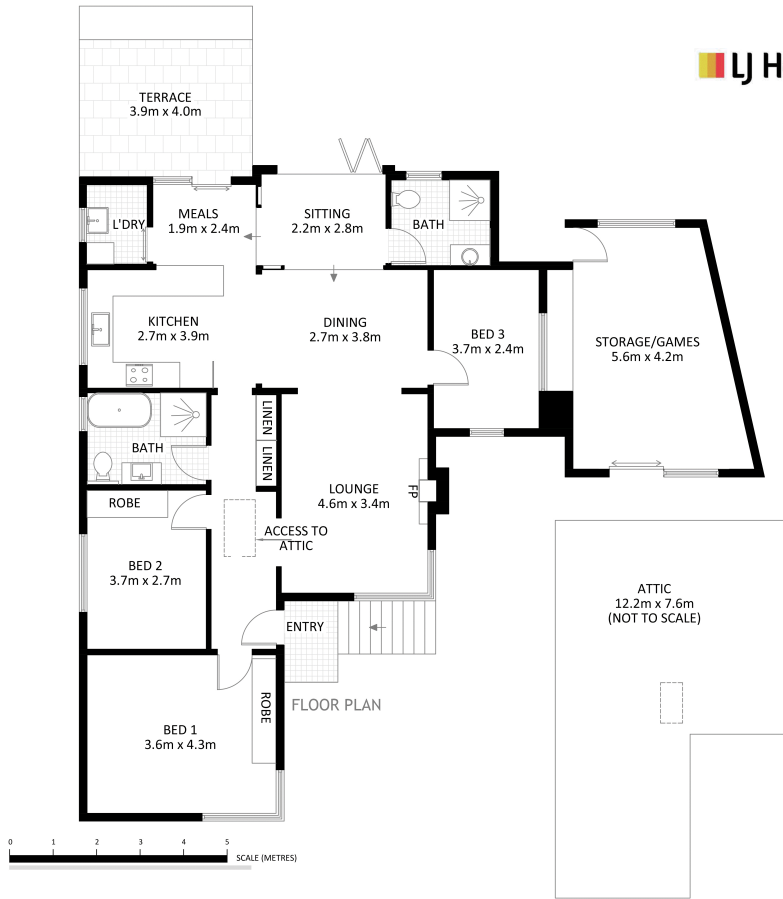 LJ H
TERRACE
3.9m x 4.0m
L'DRY
MEALS
1.9m x 2.4m
SITTING
2.2m x 2.8m
BATH
KITCHEN
2.7m x 3.9m
DINING
2.7m x 3.8m
BED 3
3.7m x 2.4m
STORAGE/GAMES
5.6m x 4.2m
BATH
LINEN
LINEN
LOUNGE
4.6m x 3.4m
FP
ROBE
ACCESS TO
ATTIC
BED 2
3.7m x 2.7m
ATTIC
12.2m x 7.6m
(NOT TO SCALE)
ENTRY
ROBE
FLOOR PLAN
BED 1
3.6m x 4.3m
0 1 2 3 4 5
SCALE (METRES)